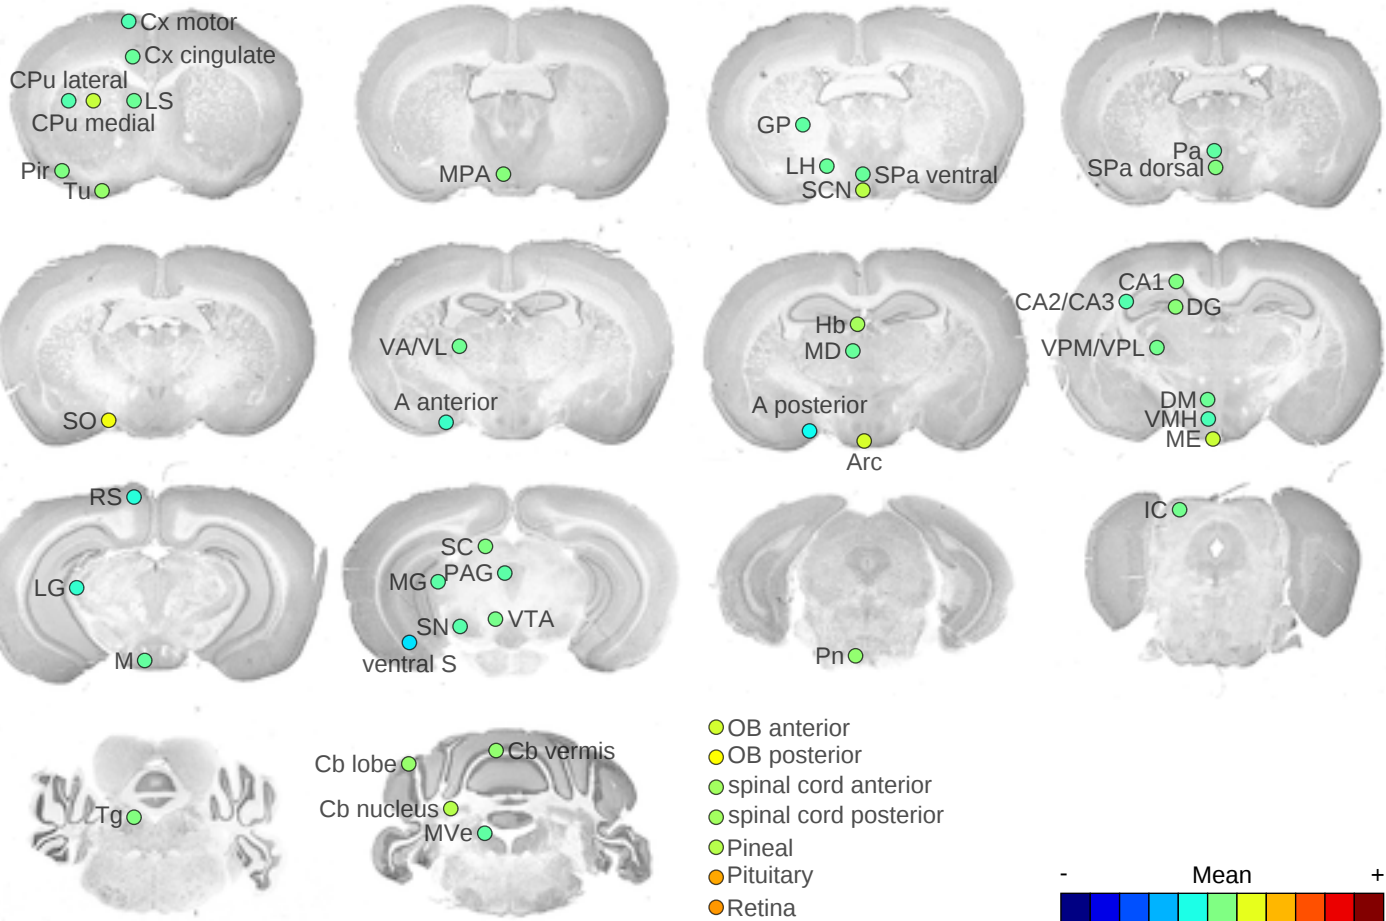 Cx motor
Cx cingulate
CPu lateral
LS
CPu medial
Pir
Tu
MPA
GP
LH
SPa ventral
SCN
Pa
SPa dorsal
SO
VA/VL
A anterior
Hb
MD
A posterior
Arc
CA1
CA2/CA3
DG
VPM/VPL
DM
VMH
ME
RS
LG
M
SC
MG
PAG
SN
VTA
ventral S
Pn
IC
Tg
Cb lobe
Cb vermis
Cb nucleus
MVe
OB anterior
OB posterior
spinal cord anterior
spinal cord posterior
Pineal
Pituitary
Retina
- Mean +